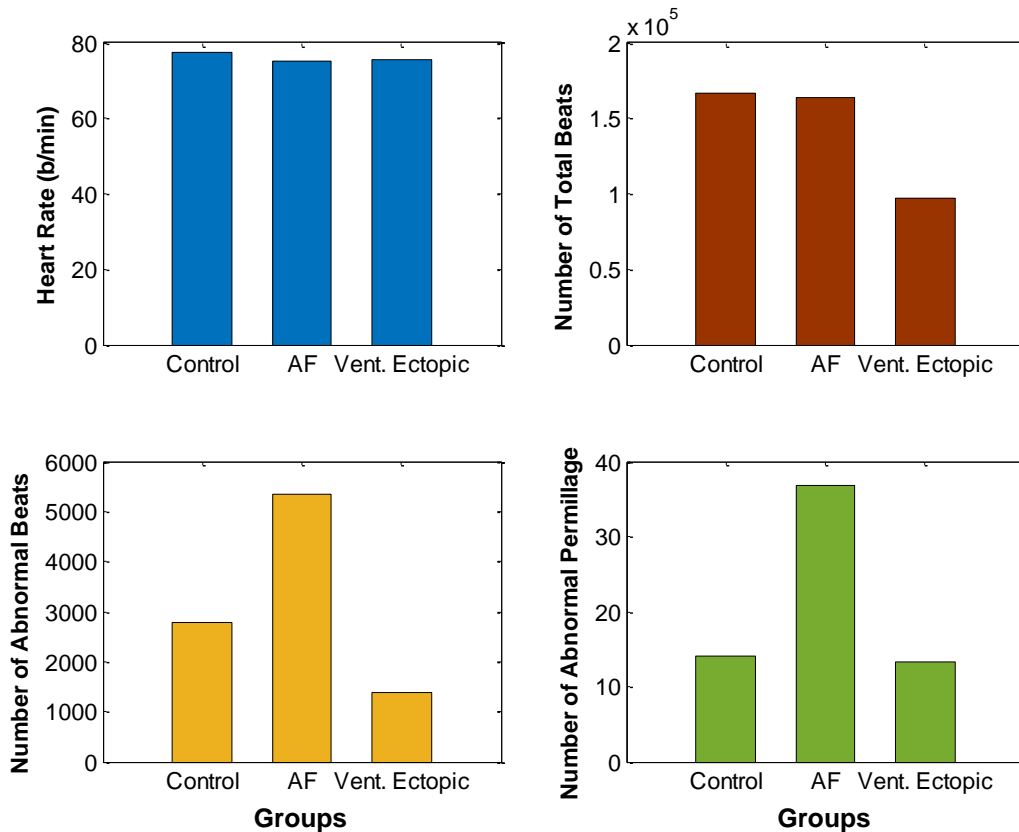 Heart Rate (b/min)
80
60
40
20
0
Control AF Vent. Ectopic
Number of Total Beats
x 10^5
2
1.5
1
0.5
0
Control AF Vent. Ectopic
Number of Abnormal Beats
6000
5000
4000
3000
2000
1000
0
Control AF Vent. Ectopic
Groups
Number of Abnormal Permillage
40
30
20
10
0
Control AF Vent. Ectopic
Groups